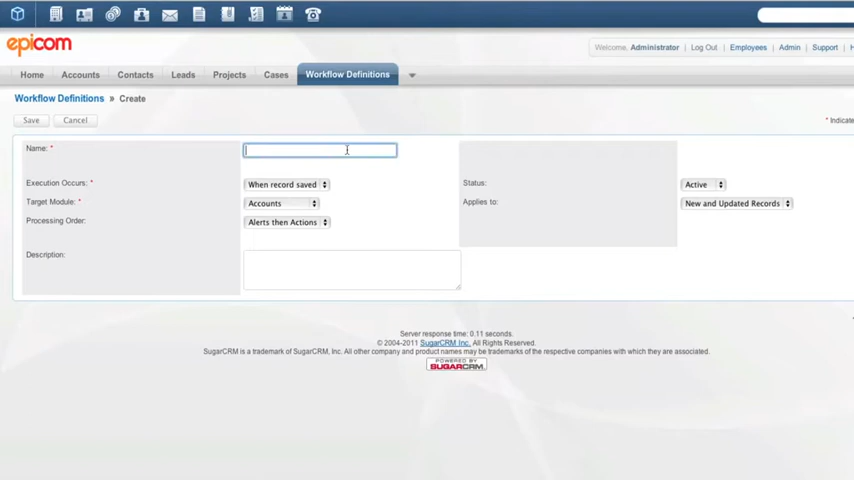 epicom
Welcome, Administrator | Log Out | Employees | Admin | Support |
Home Accounts Contacts Leads Projects Cases Workflow Definitions
Workflow Definitions » Create
Save Cancel
* Indicate
Name: *
Execution Occurs: * When record saved Status: Active
Target Module: * Accounts Applies to: New and Updated Records
Processing Order: Alerts then Actions
Description:
Server response time: 0.11 seconds.
© 2004-2011 SugarCRM Inc. All Rights Reserved.
SugarCRM is a trademark of SugarCRM, Inc. All other company and product names may be trademarks of the respective companies with which they are associated.
POWERED BY
SUGARCRM